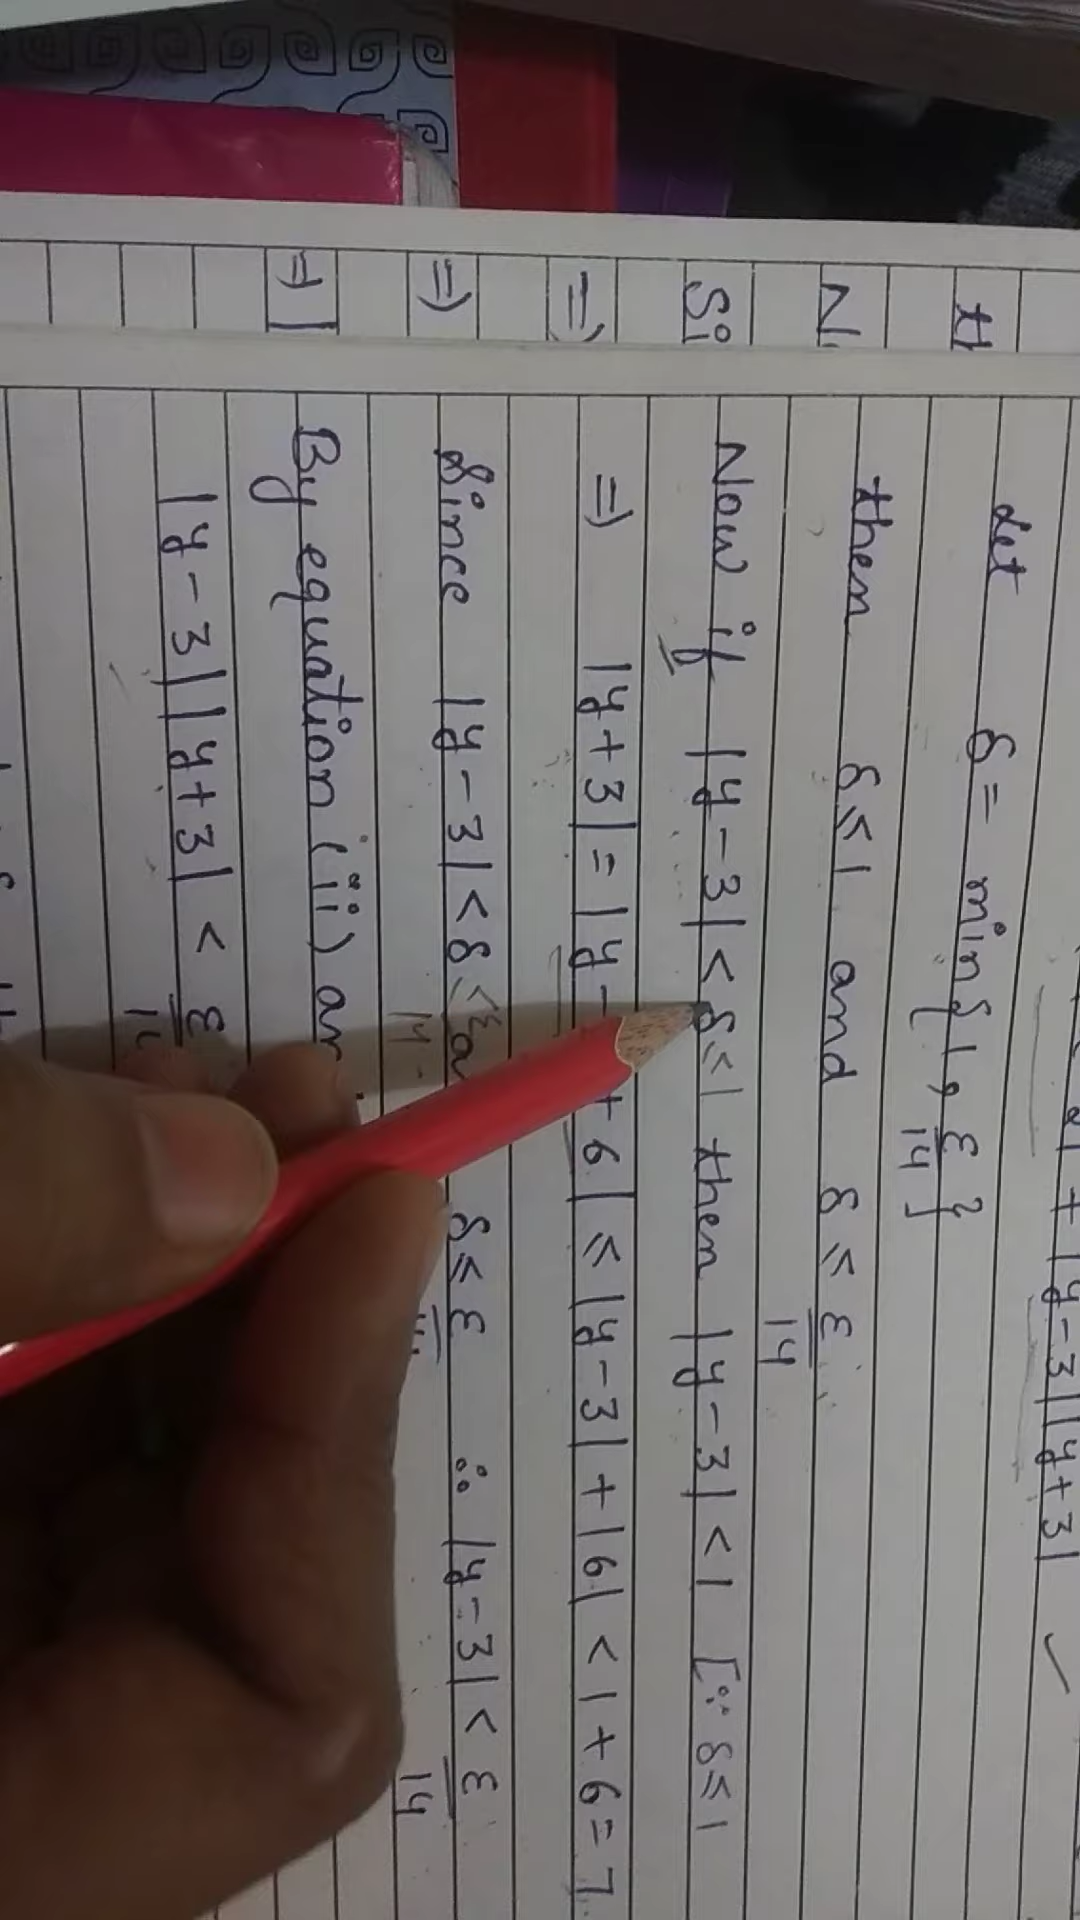 + |y-3||y+3|
Let δ = min{1, ε/14}
then δ≤1 and δ≤ ε/14
Now if |y-3|<δ≤1 then |y-3|<1 [∵ δ≤1
⇒ |y+3|=|y- +6|≤|y-3|+|6|<1+6=7
Since |y-3|<δ≤ ε/14 δ≤ ε ∴ |y-3|< ε/14
By equation (ii)
|y-3||y+3|< ε